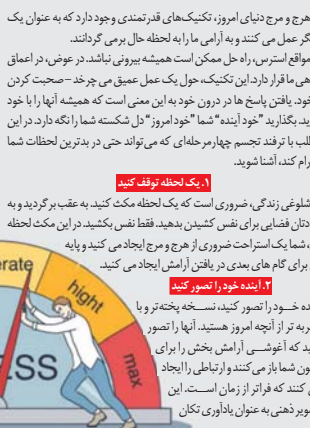 هرج و مرج دنیای امروز، تکنیک‌های قدرتمندی وجود دارد که به عنوان یک
گر عمل می کنند و به آرامی ما را به لحظه حال برمی گردانند.
مواقع استرس، راه حل ممکن است همیشه بیرونی نباشد. در عوض، در اعماق
ما قرار دارد. این تکنیک، حول یک عمل عمیق می چرخد – صحبت کردن
خود. یافتن پاسخ ها در درون خود به این معنی است که همیشه آنها را با خود
ید. بگذارید "خود آینده" شما "خود امروز" دل شکسته شما را نگه دارد. در این
طلب با ترفند تجسم چهارمرحله‌ای که می‌تواند حتی در بدترین لحظات شما
رام کند، آشنا شوید.
۱. یک لحظه توقف کنید
شلوغی زندگی، ضروری است که یک لحظه مکث کنید. به عقب برگردید و به
دتان فضایی برای نفس کشیدن بدهید. فقط نفس بکشید. در این مکث لحظه
، شما یک استراحت ضروری از هرج و مرج ایجاد می کنید و پایه
برای گام های بعدی در یافتن آرامش ایجاد می کنید.
۲. آینده خود را تصور کنید
ده خــود را تصور کنید، نســخه پخته‌تر و با
ربه تر از آنچه امروز هستید. آنها را تصور
ید که آغوشــی آرامش بخش را برای
ون شما باز می‌کنند و ارتباطی را ایجاد
کنند که فراتر از زمان اســت. این
ویر ذهنی به عنوان یادآوری تکان
erate
hight
max
ESS